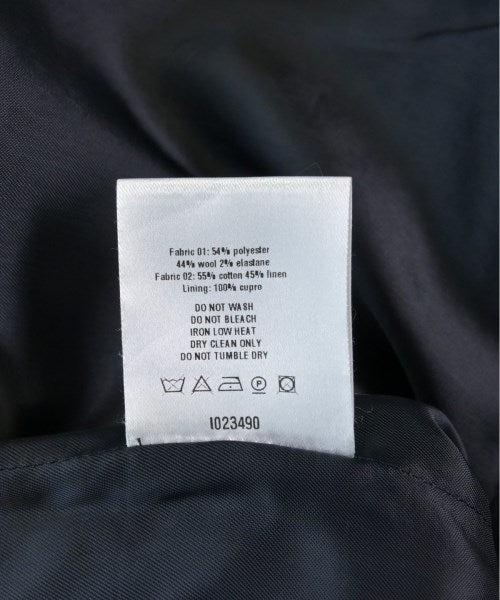 Fabric 01: 54% polyester
44% wool 2% elastane
Fabric 02: 55% cotton 45% linen
Lining: 100% cupro
DO NOT WASH
DO NOT BLEACH
IRON LOW HEAT
DRY CLEAN ONLY
DO NOT TUMBLE DRY
P
I023490